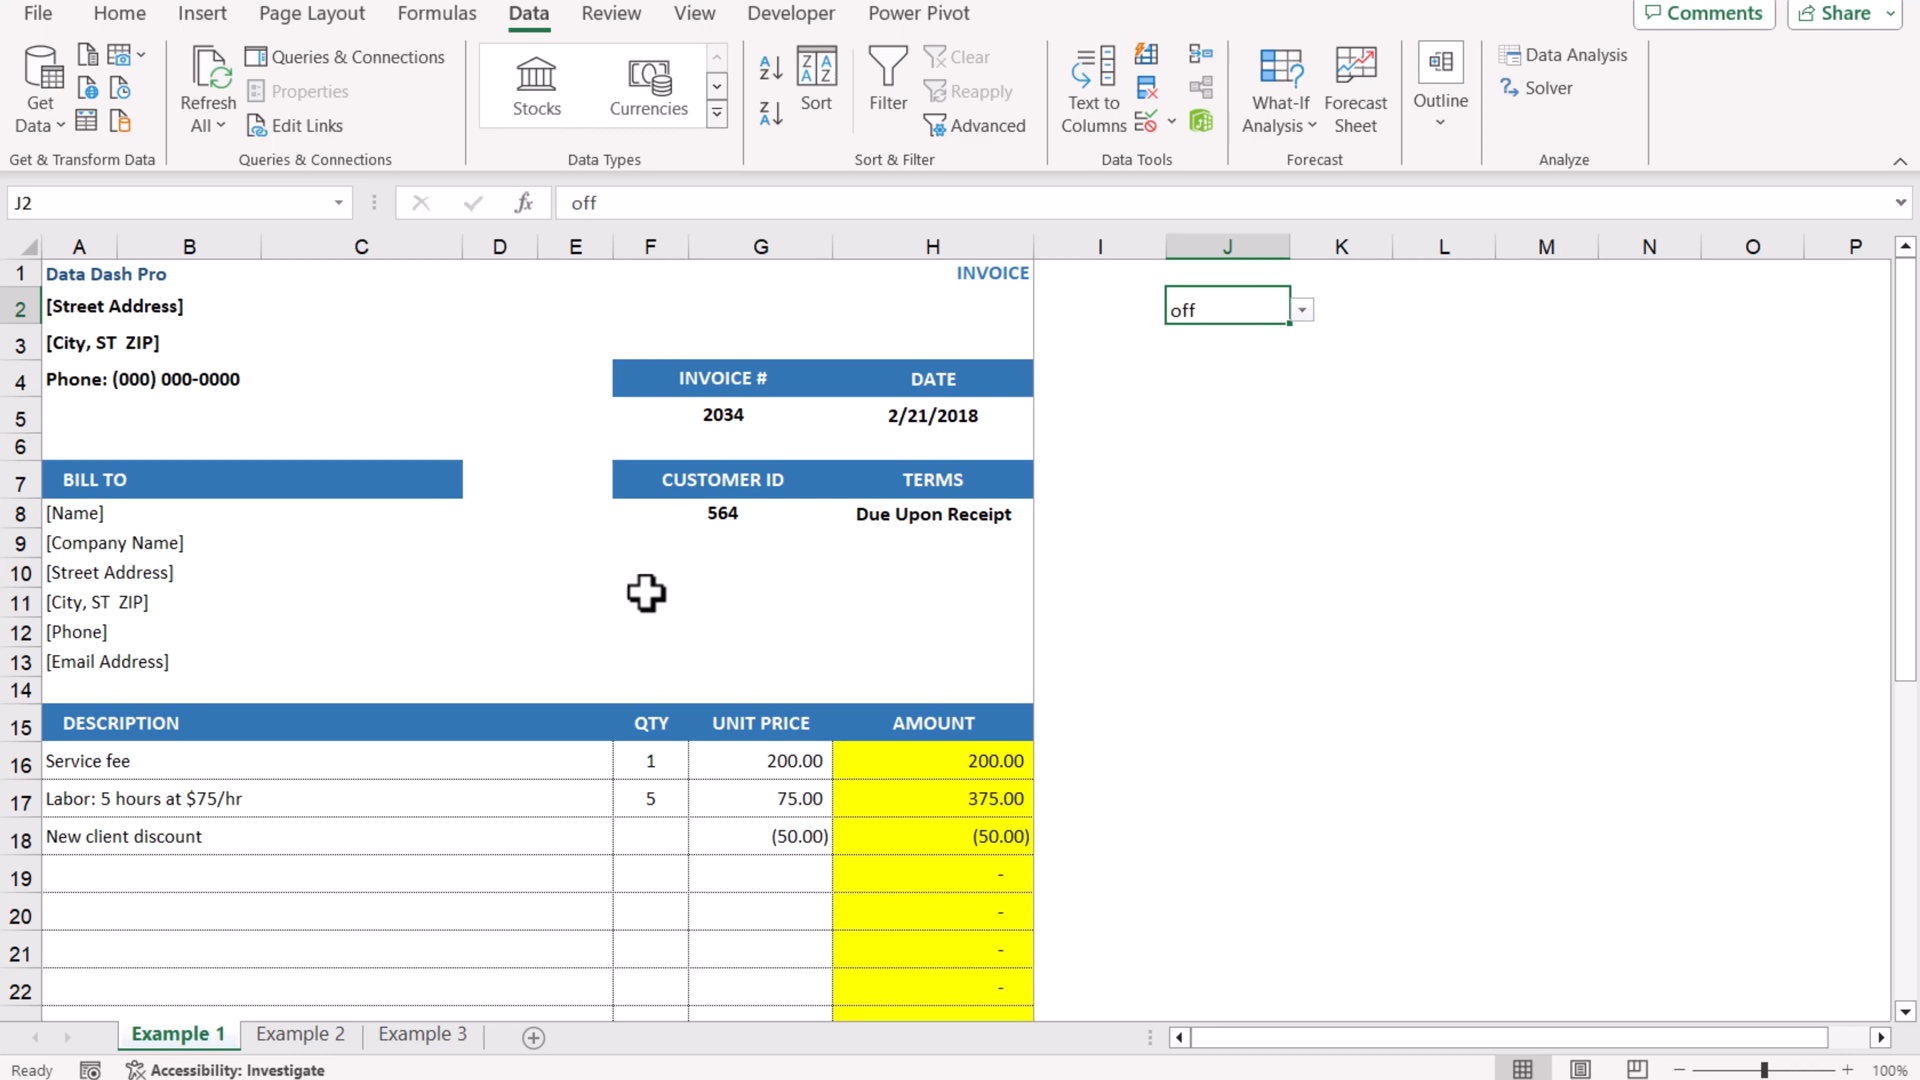 File Home Insert Page Layout Formulas Data Review View Developer Power Pivot Comments Share
Get Data
Refresh All
Queries & Connections
Properties
Edit Links
Stocks
Currencies
Sort
Filter
Clear
Reapply
Advanced
Text to Columns
What-If Analysis
Forecast Sheet
Outline
Data Analysis
Solver
Get & Transform Data Queries & Connections Data Types Sort & Filter Data Tools Forecast Analyze
J2 fx off
A B C D E F G H I J K L M N O P
1 Data Dash Pro INVOICE
2 [Street Address] off
3 [City, ST ZIP]
4 Phone: (000) 000-0000 INVOICE # DATE
5 2034 2/21/2018
6
7 BILL TO CUSTOMER ID TERMS
8 [Name] 564 Due Upon Receipt
9 [Company Name]
10 [Street Address]
11 [City, ST ZIP]
12 [Phone]
13 [Email Address]
14
15 DESCRIPTION QTY UNIT PRICE AMOUNT
16 Service fee 1 200.00 200.00
17 Labor: 5 hours at $75/hr 5 75.00 375.00
18 New client discount (50.00) (50.00)
19 -
20 -
21 -
22 -
Example 1 Example 2 Example 3
Ready Accessibility: Investigate 100%